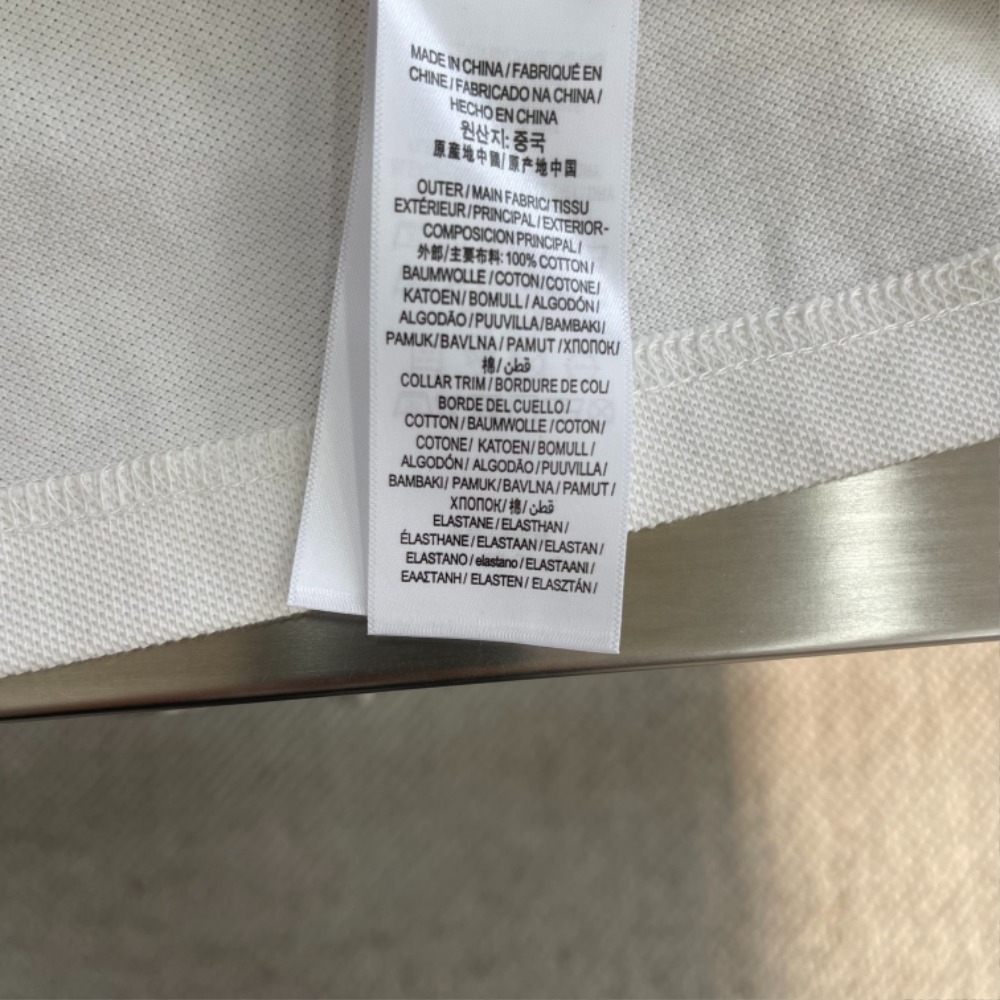 MADE IN CHINA / FABRIQUÉ EN
CHINE / FABRICADO NA CHINA /
HECHO EN CHINA
원산지: 중국
原產地中國/ 原产地中国
OUTER / MAIN FABRIC/ TISSU
EXTÉRIEUR / PRINCIPAL / EXTERIOR-
COMPOSICION PRINCIPAL /
外部/主要布料: 100% COTTON /
BAUMWOLLE / COTON / COTONE/
KATOEN / BOMULL / ALGODÓN /
ALGODÃO / PUUVILLA / BAMBAKI /
PAMUK / BAVLNA / PAMUT / ХПОПОК/
棉/ قطن
COLLAR TRIM / BORDURE DE COL/
BORDE DEL CUELLO /
COTTON / BAUMWOLLE / COTON /
COTONE/ KATOEN / BOMULL /
ALGODÓN / ALGODÃO / PUUVILLA /
BAMBAKI / PAMUK / BAVLNA / PAMUT /
ХПОПОК/ 棉/ قطن
ELASTANE / ELASTHAN /
ÉLASTHANE / ELASTAAN / ELASTAN /
ELASTANO / elastano / ELASTAANI /
ΕΛΑΣΤΑΝΗ / ELASTEN / ELASZTÁN /